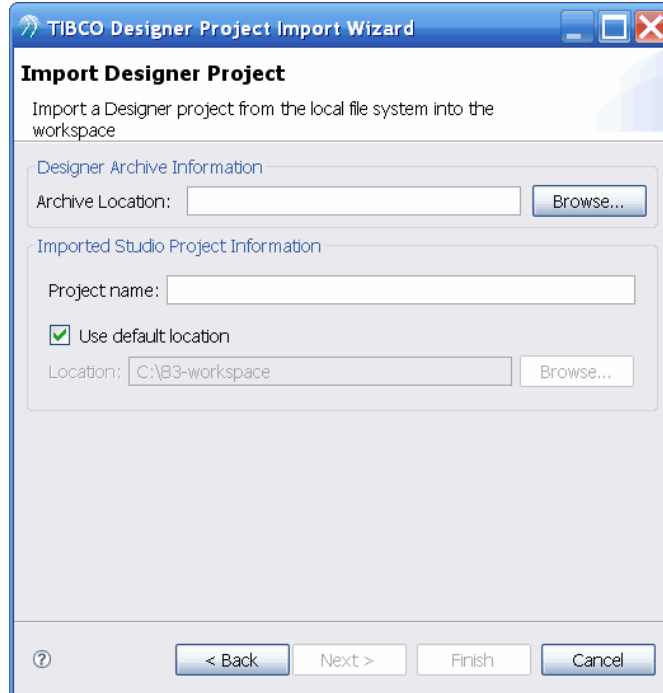 TIBCO Designer Project Import Wizard
Import Designer Project
Import a Designer project from the local file system into the
workspace
Designer Archive Information
Archive Location:
Browse...
Imported Studio Project Information
Project name:
Use default location
Location: C:\B3-workspace
Browse...
< Back Next > Finish Cancel